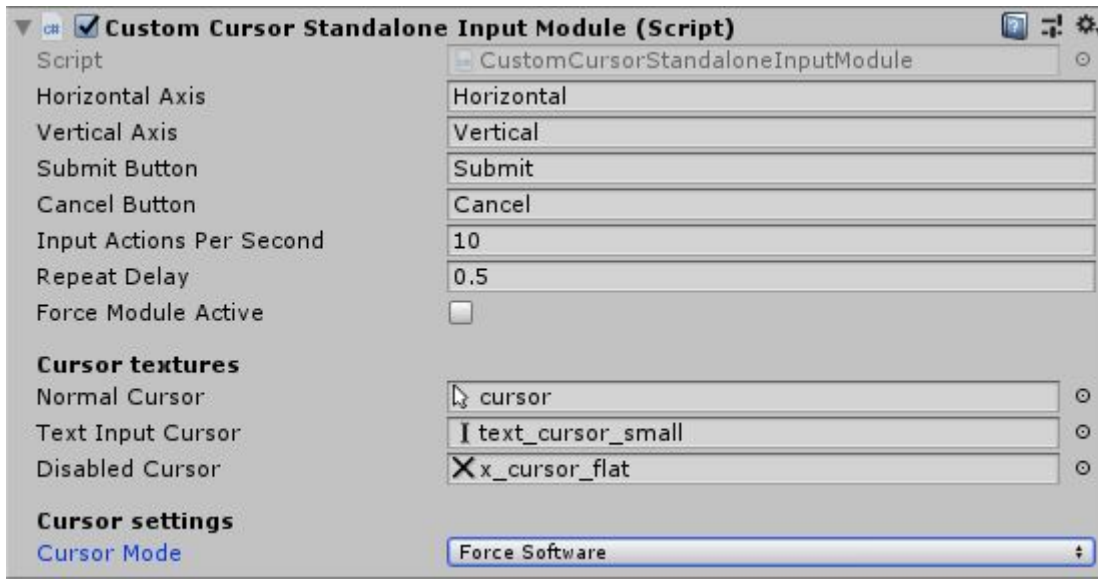 Custom Cursor Standalone Input Module (Script)
Script CustomCursorStandaloneInputModule
Horizontal Axis Horizontal
Vertical Axis Vertical
Submit Button Submit
Cancel Button Cancel
Input Actions Per Second 10
Repeat Delay 0.5
Force Module Active
Cursor textures
Normal Cursor cursor
Text Input Cursor text_cursor_small
Disabled Cursor x_cursor_flat
Cursor settings
Cursor Mode Force Software